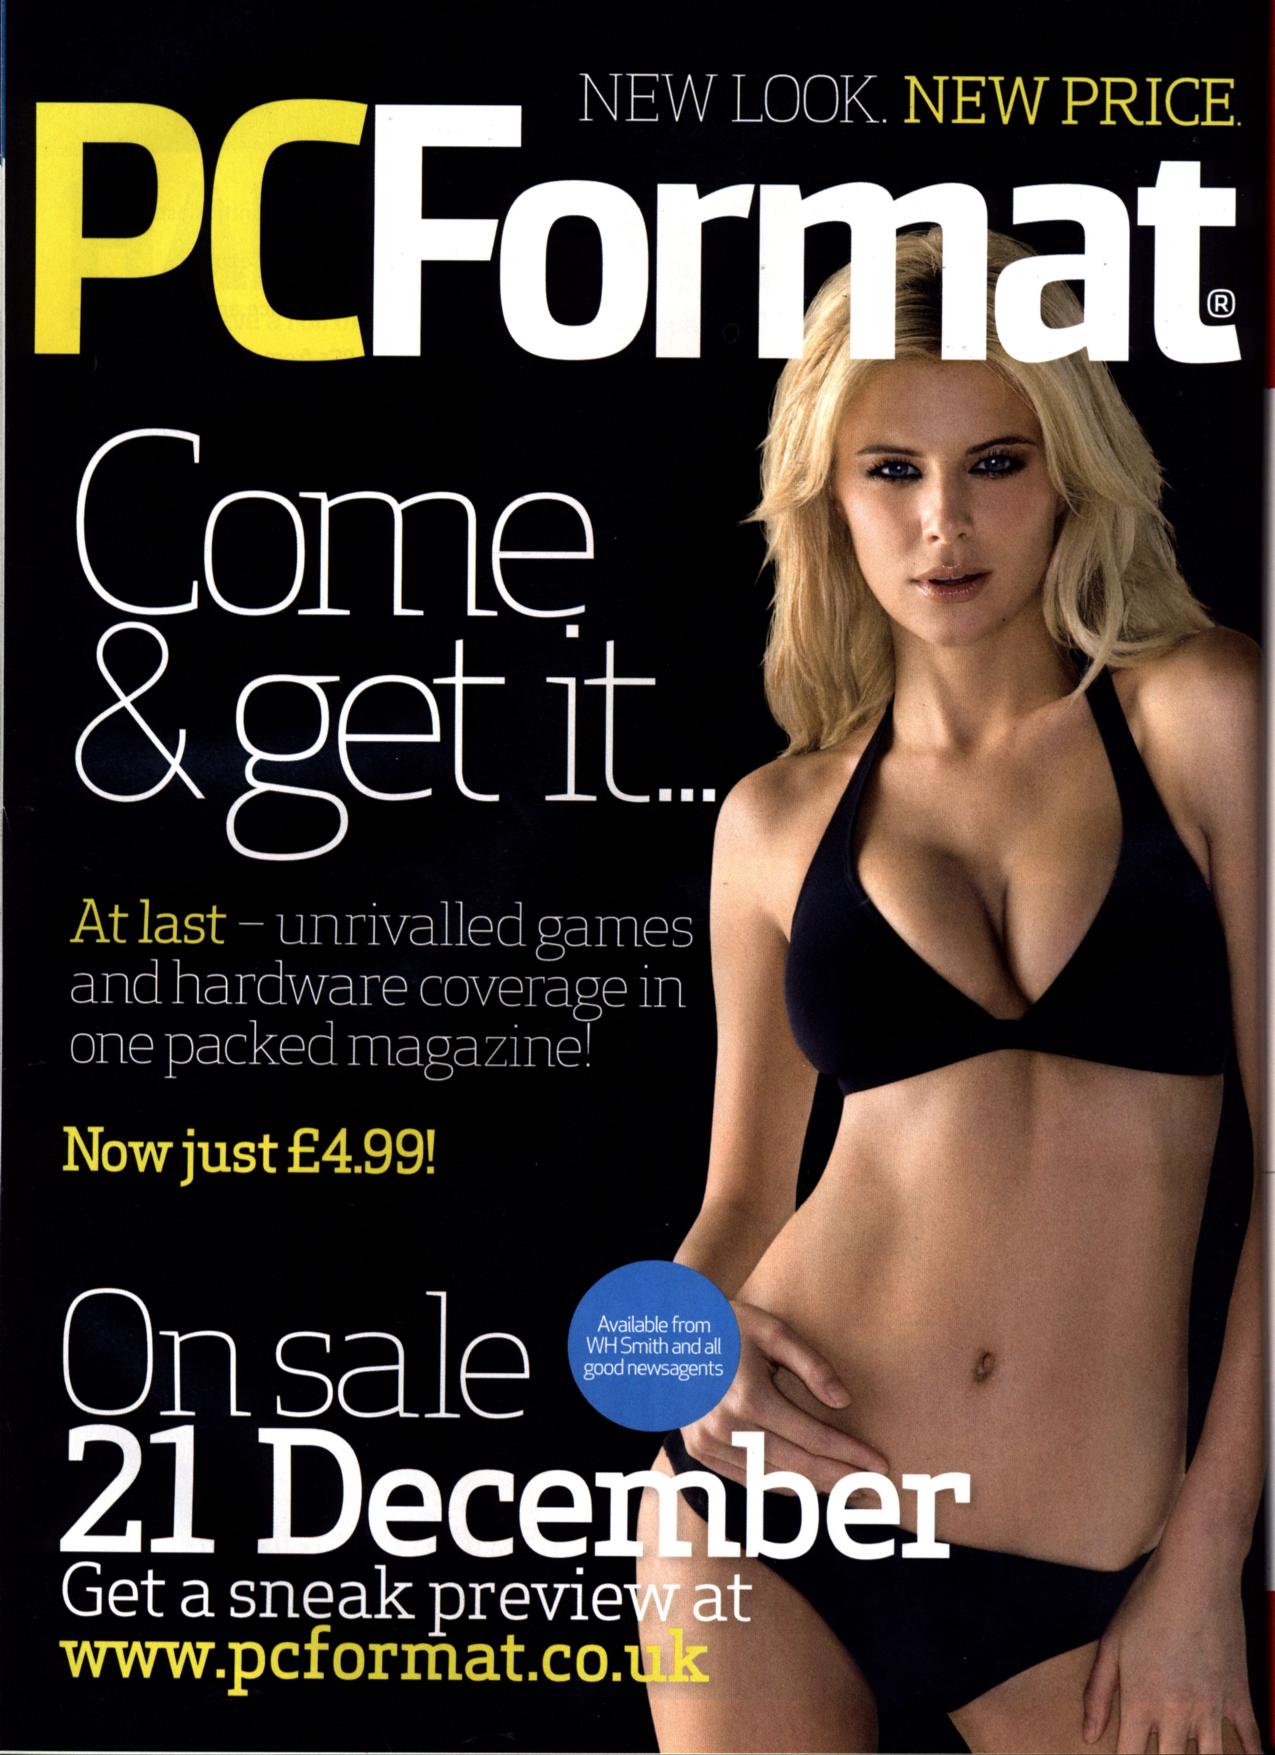 NEW LOOK. NEW PRICE.
PCFormat®
Come
& get it...
At last – unrivalled games
and hardware coverage in
one packed magazine!
Now just £4.99!
Available from
WH Smith and all
good newsagents
On sale
21 December
Get a sneak preview at
www.pcformat.co.uk